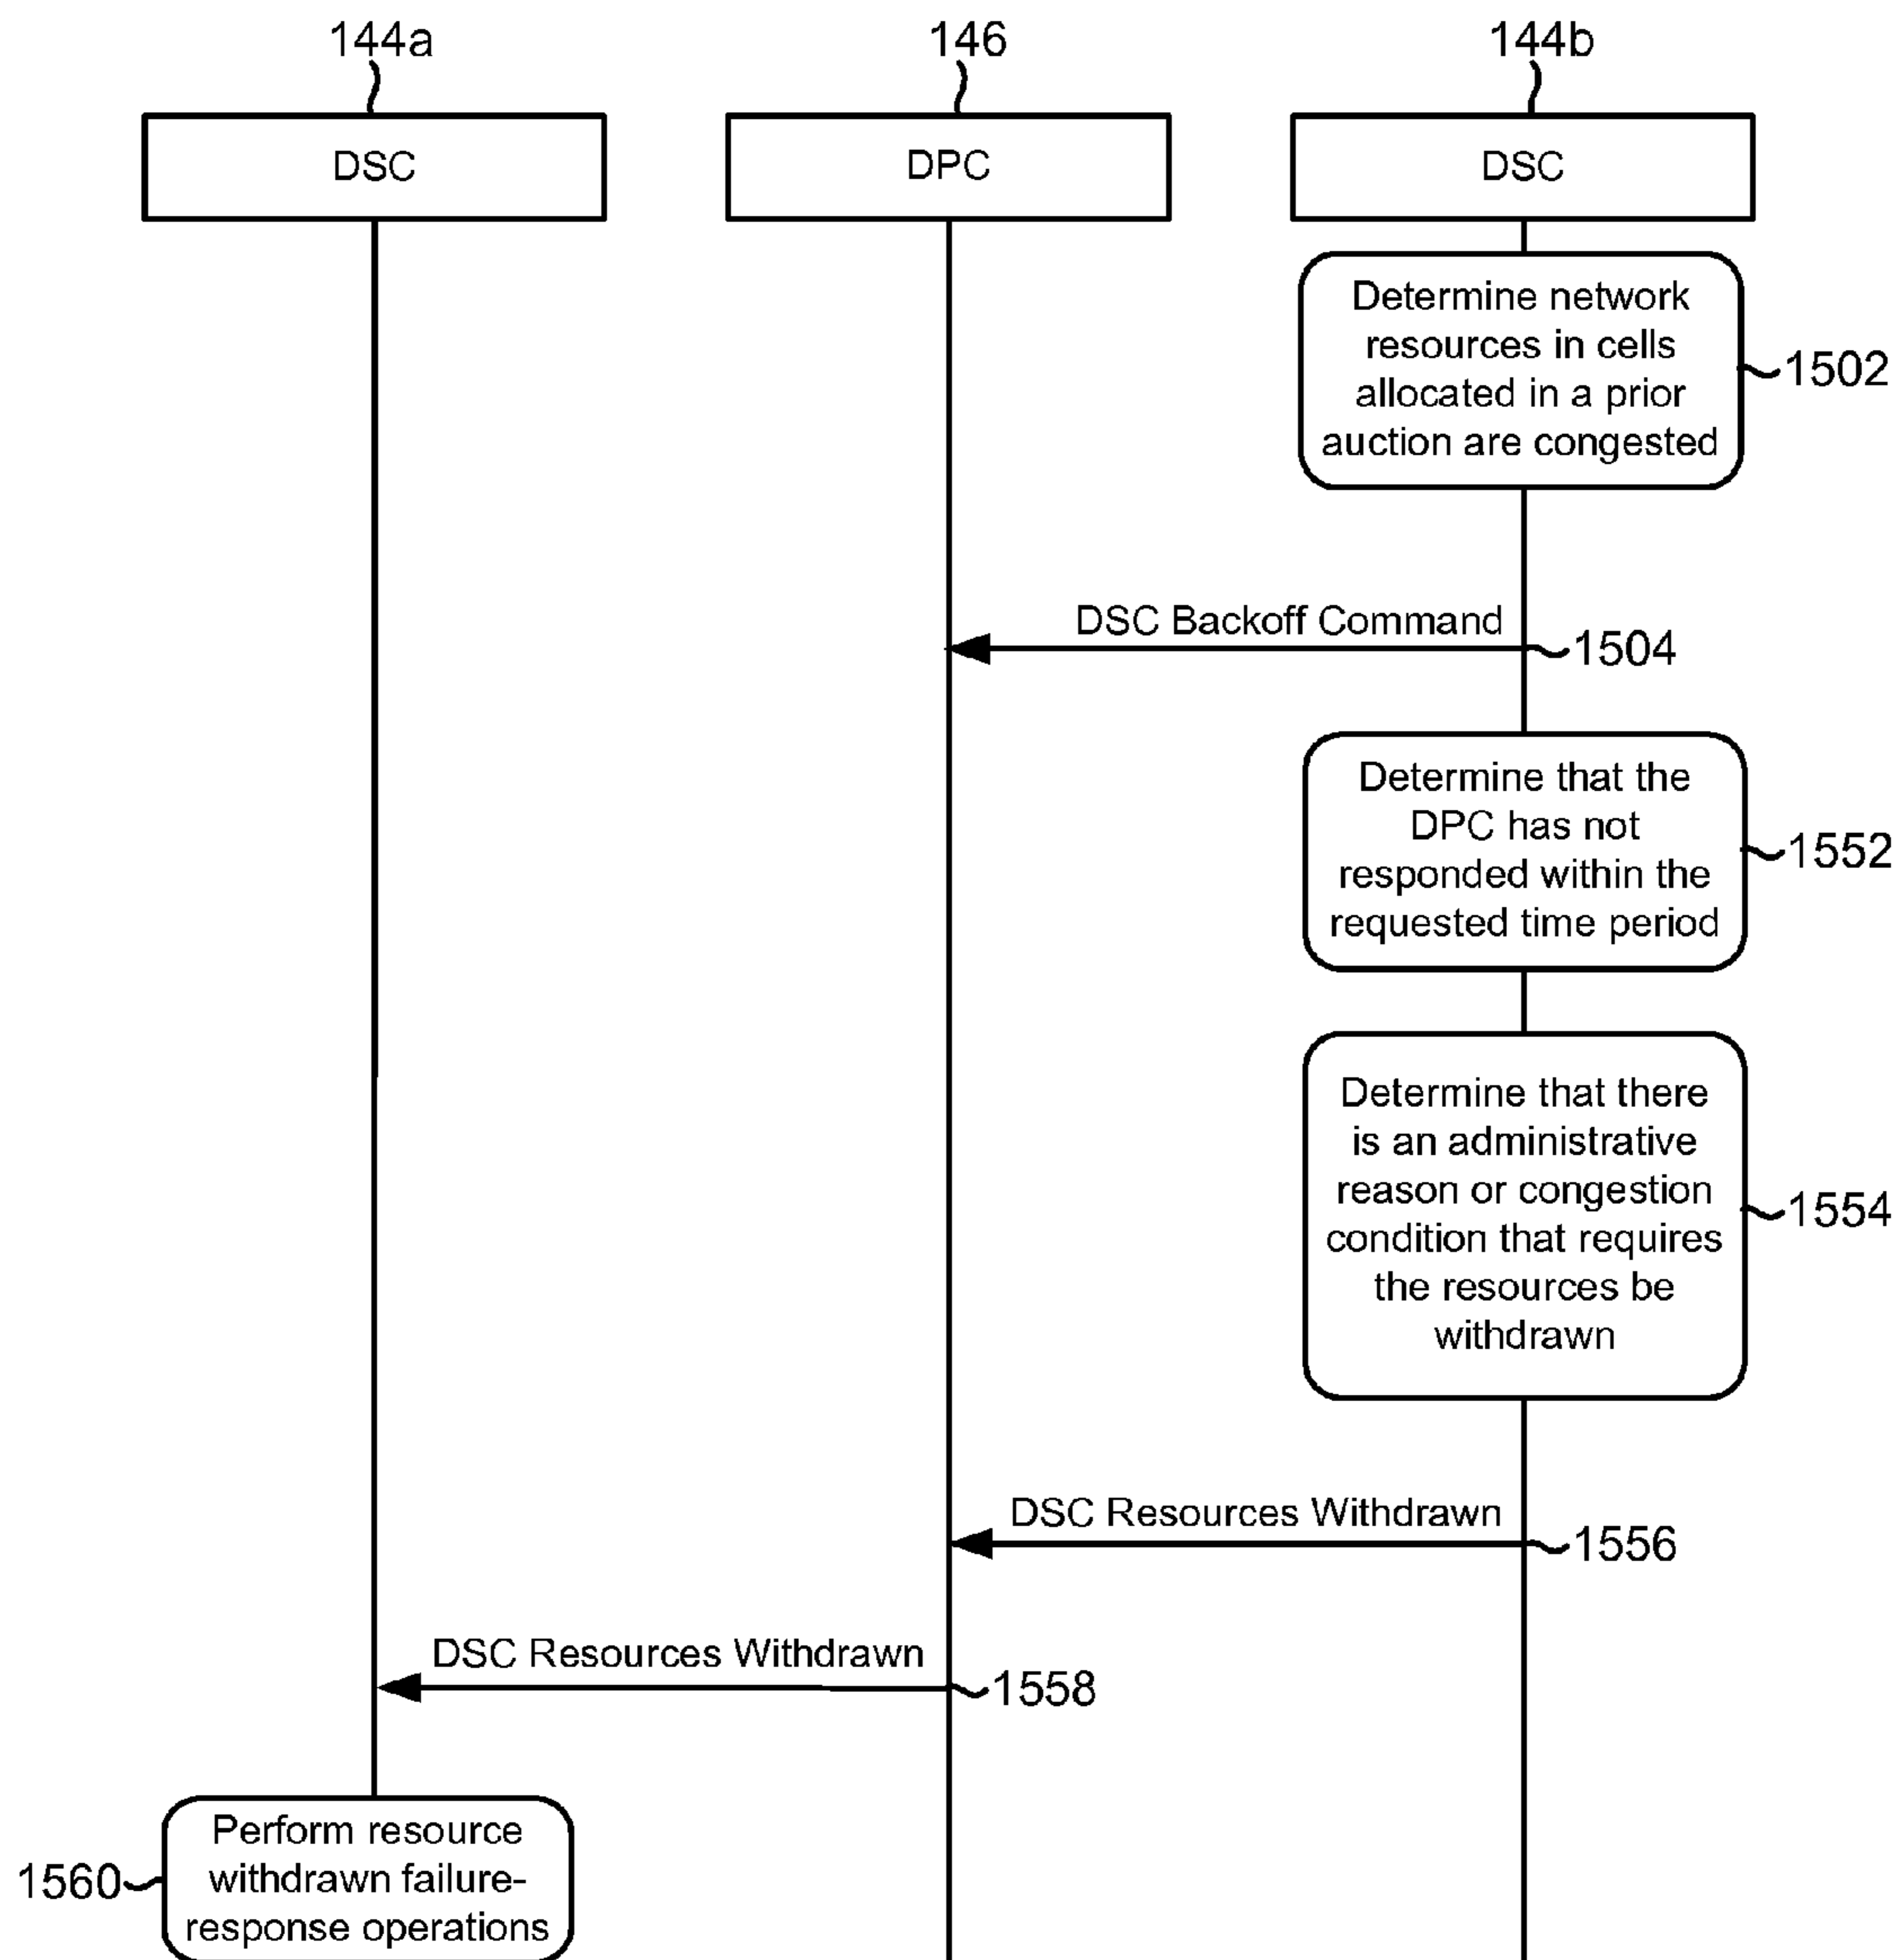 144a
146
144b
DSC
DPC
DSC
Determine network
resources in cells
allocated in a prior
auction are congested
1502
DSC Backoff Command
1504
Determine that the
DPC has not
responded within the
requested time period
1552
Determine that there
is an administrative
reason or congestion
condition that requires
the resources be
withdrawn
1554
DSC Resources Withdrawn
1556
DSC Resources Withdrawn
1558
Perform resource
withdrawn failure-
response operations
1560